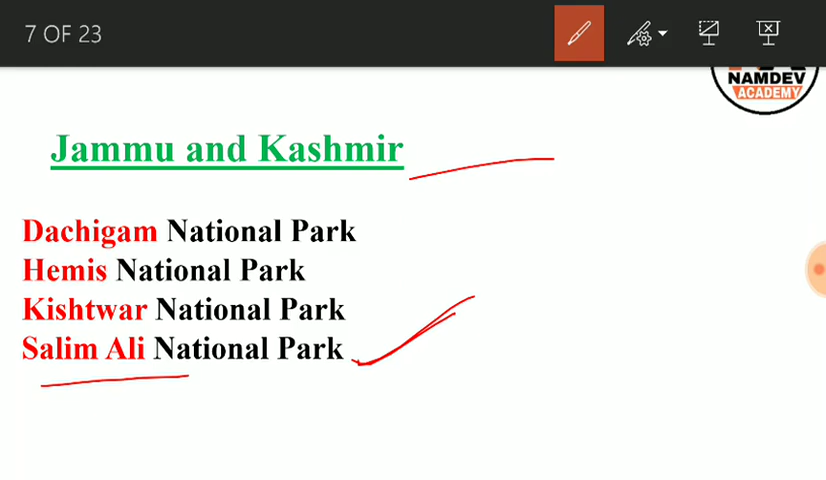 7 OF 23
NAMDEV
ACADEMY
Jammu and Kashmir
Dachigam National Park
Hemis National Park
Kishtwar National Park
Salim Ali National Park